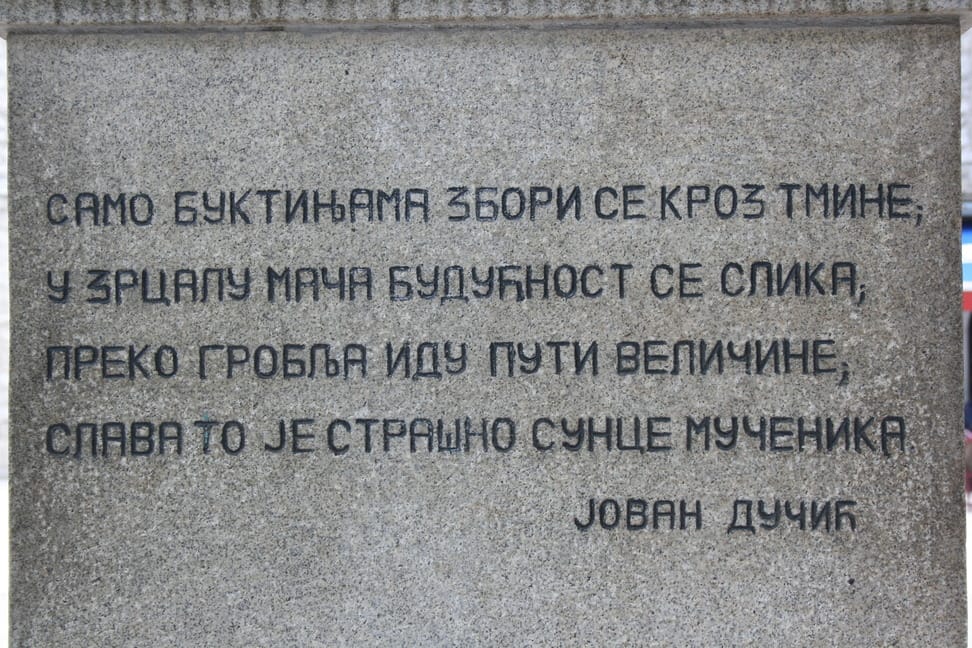 САМО БУКТИЊАМА ЗБОРИ СЕ КРОЗ ТМИНЕ;
У ЗРЦАЛУ МАЧА БУДУЋНОСТ СЕ СЛИКА;
ПРЕКО ГРОБЉА ИДУ ПУТИ ВЕЛИЧИНЕ;
СЛАВА ТО ЈЕ СТРАШНО СУНЦЕ МУЧЕНИКА
ЈОВАН ДУЧИЋ